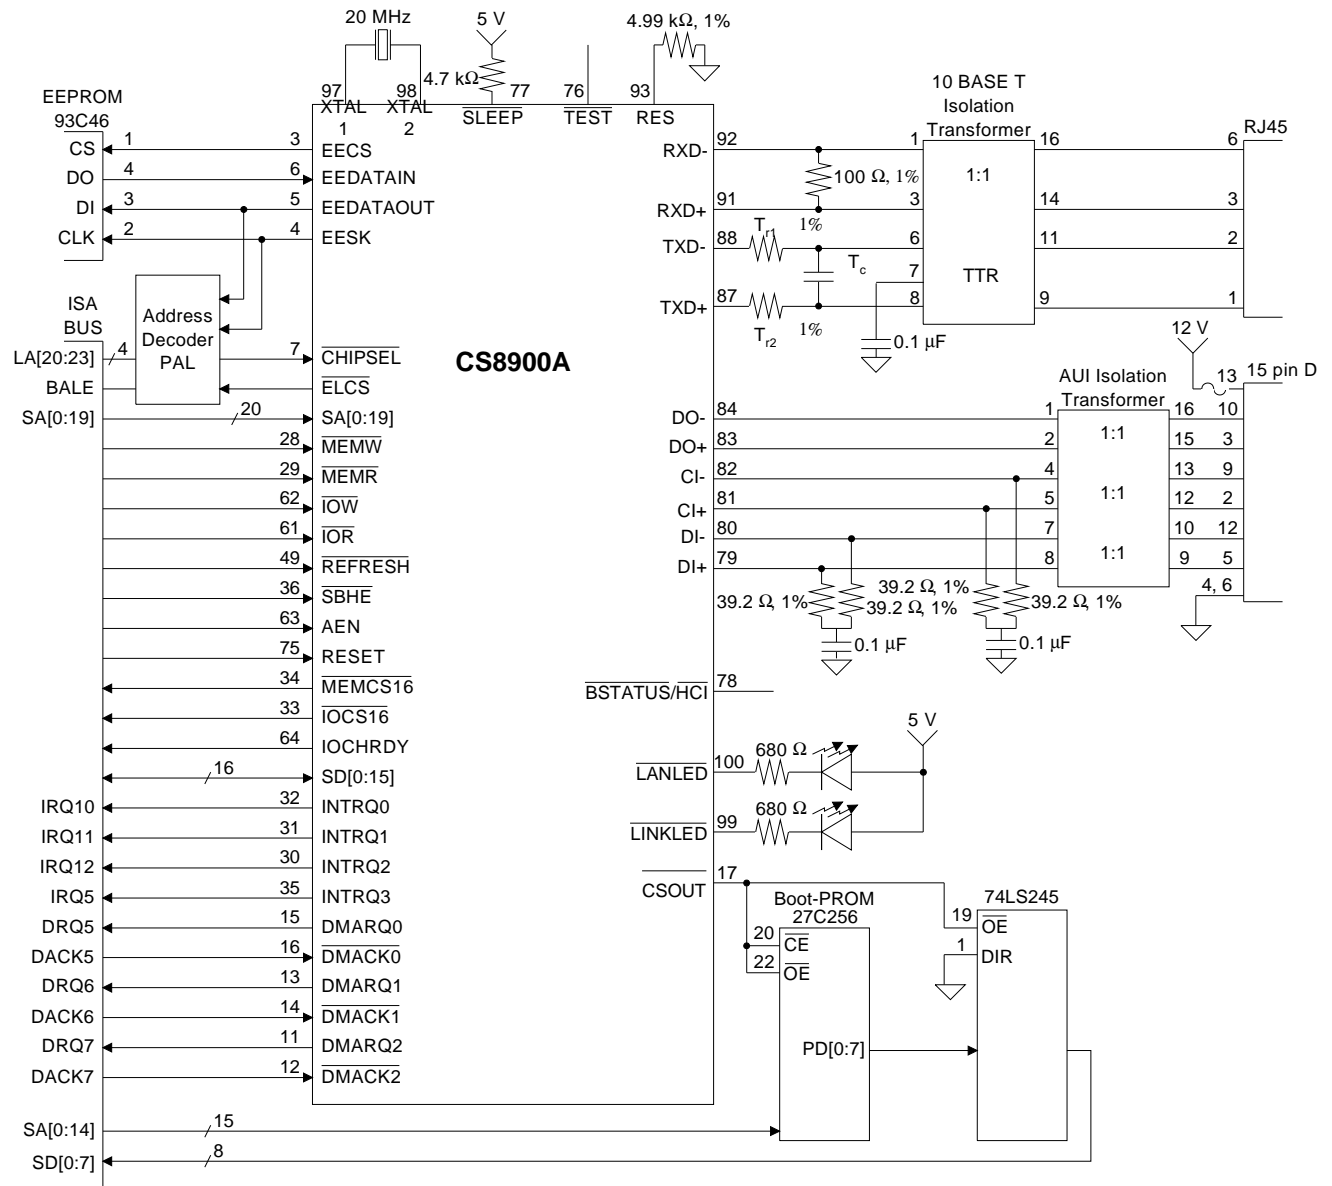 20 MHz
5 V
4.99 kΩ, 1%
4.7 kΩ
97
98
77
76
93
XTAL
1
XTAL
2
SLEEP
TEST
RES
EEPROM
93C46
CS 1 3 EECS
DO 4 6 EEDATAIN
DI 3 5 EEDATAOUT
CLK 2 4 EESK
ISA
BUS
Address
Decoder
PAL
LA[20:23] 4 7 CHIPSEL
BALE ELCS
SA[0:19] 20 SA[0:19]
28 MEMW
29 MEMR
62 IOW
61 IOR
49 REFRESH
36 SBHE
63 AEN
75 RESET
34 MEMCS16
33 IOCS16
64 IOCHRDY
16 SD[0:15]
IRQ10 32 INTRQ0
IRQ11 31 INTRQ1
IRQ12 30 INTRQ2
IRQ5 35 INTRQ3
DRQ5 15 DMARQ0
DACK5 16 DMACK0
DRQ6 13 DMARQ1
DACK6 14 DMACK1
DRQ7 11 DMARQ2
DACK7 12 DMACK2
SA[0:14] 15
SD[0:7] 8
CS8900A
10 BASE T
Isolation
Transformer
RJ45
RXD- 92 1 16 6
100 Ω, 1%
1:1
RXD+ 91 3 14 3
Tr1 1%
TXD- 88 6 11 2
Tc
7 TTR
TXD+ 87 8 9 1
Tr2 1%
0.1 µF
12 V
13 15 pin D
AUI Isolation
Transformer
DO- 84 1 16 10
1:1
DO+ 83 2 15 3
CI- 82 4 13 9
1:1
CI+ 81 5 12 2
DI- 80 7 10 12
1:1
DI+ 79 8 9 5
4, 6
39.2 Ω, 1%
39.2 Ω, 1%
39.2 Ω, 1%
39.2 Ω, 1%
0.1 µF
0.1 µF
BSTATUS/HCI 78
5 V
680 Ω
LANLED 100
680 Ω
LINKLED 99
CSOUT 17
Boot-PROM
27C256
20 CE
22 OE
PD[0:7]
74LS245
19 OE
1 DIR